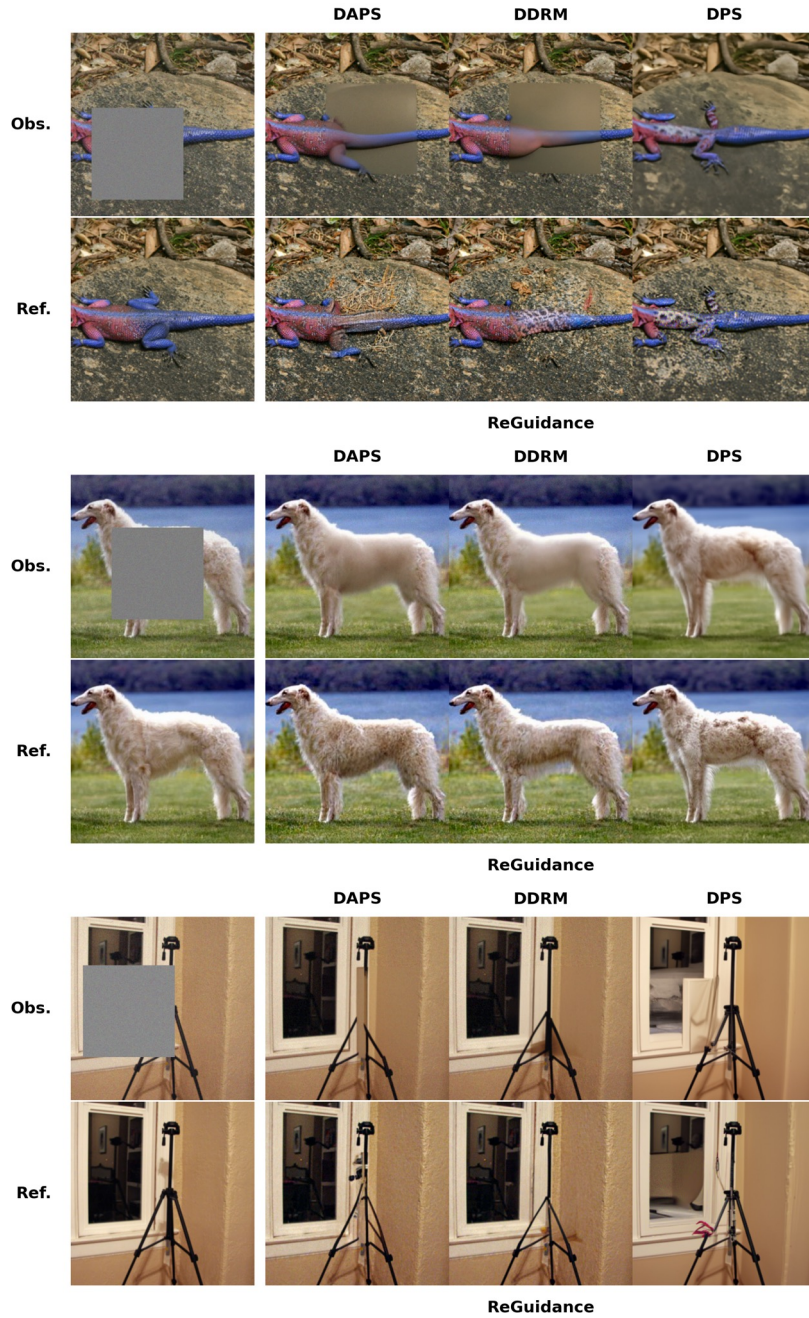 DAPS DDRM DPS
Obs.
Ref.
ReGuidance
DAPS DDRM DPS
Obs.
Ref.
ReGuidance
DAPS DDRM DPS
Obs.
Ref.
ReGuidance